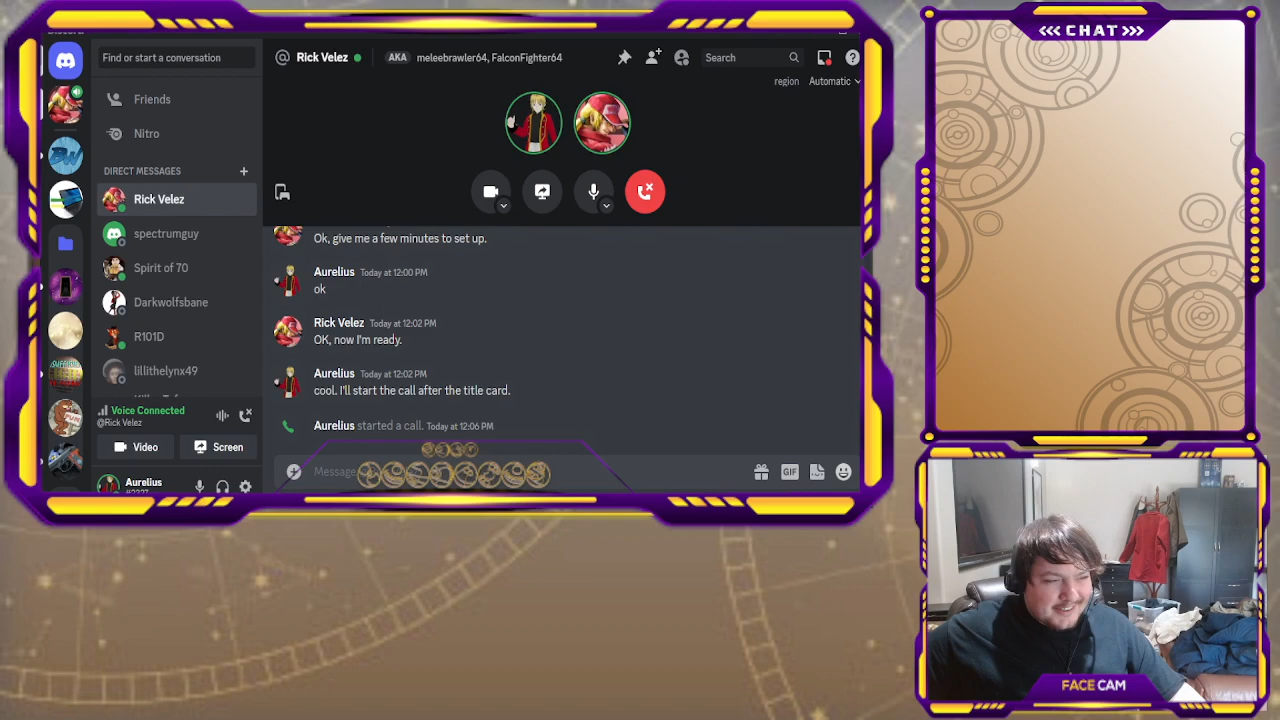 Discord
Find or start a conversation
Friends
Nitro
DIRECT MESSAGES
Rick Velez
spectrumguy
Spirit of 70
Darkwolfsbane
R101D
lillithelynx49
Voice Connected
@Rick Velez
Video
Screen
Aurelius
Rick Velez
AKA
meleebrawler64, FalconFighter64
Search
region
Automatic
Ok, give me a few minutes to set up.
Aurelius Today at 12:00 PM
ok
Rick Velez Today at 12:02 PM
OK, now I'm ready.
Aurelius Today at 12:02 PM
cool. I'll start the call after the title card.
Aurelius started a call. Today at 12:06 PM
Message
GIF
CHAT
FACE CAM